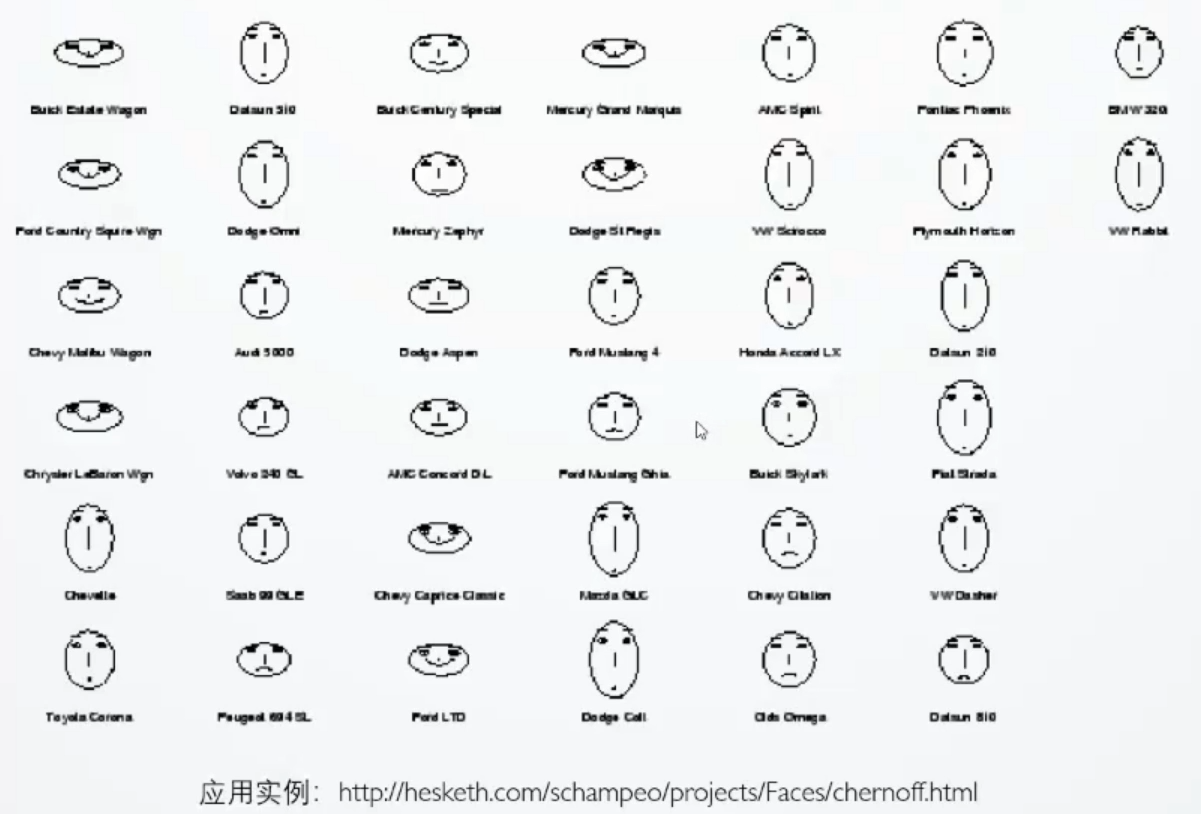 Buick Estate Wagon Datsun 510 Buick Century Special Mercury Grand Marquis AMC Spirit Pontiac Phoenix BMW 320i
Ford Country Squire Wgn Dodge Omni Mercury Zephyr Dodge St Regis VW Scirocco Plymouth Horizon VW Rabbit
Chevy Malibu Wagon Audi 5000 Dodge Aspen Ford Mustang 4 Honda Accord LX Datsun 210
Chrysler LeBaron Wgn Volvo 240 GL AMC Concord D L Ford Mustang Ghia Buick Skylark Fiat Strada
Chevette Saab 99 GLE Chevy Caprice Classic Mazda GLC Chevy Citation VW Dasher
Toyota Corona Peugeot 694 SL Ford LTD Dodge Colt Olds Omega Datsun 810
应用实例：http://hesketh.com/schampeo/projects/Faces/chernoff.html